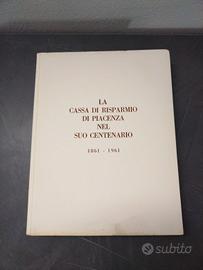 LA
CASSA DI RISPARMIO
DI PIACENZA
NEL
SUO CENTENARIO
1861 - 1961
subito